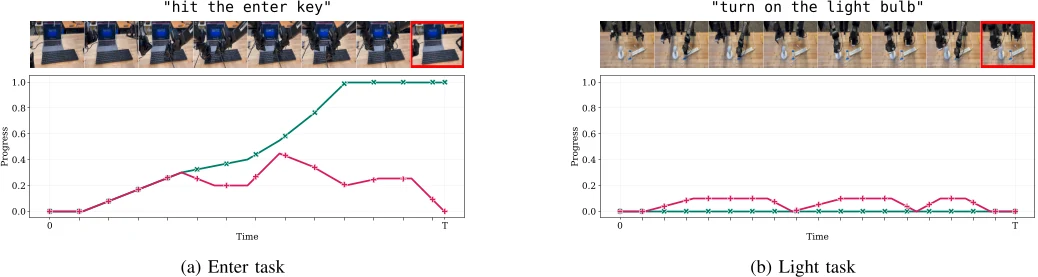 "hit the enter key"
1.0
0.8
0.6
0.4
0.2
0.0
Progress
0
T
Time
(a) Enter task
"turn on the light bulb"
1.0
0.8
0.6
0.4
0.2
0.0
Progress
0
T
Time
(b) Light task